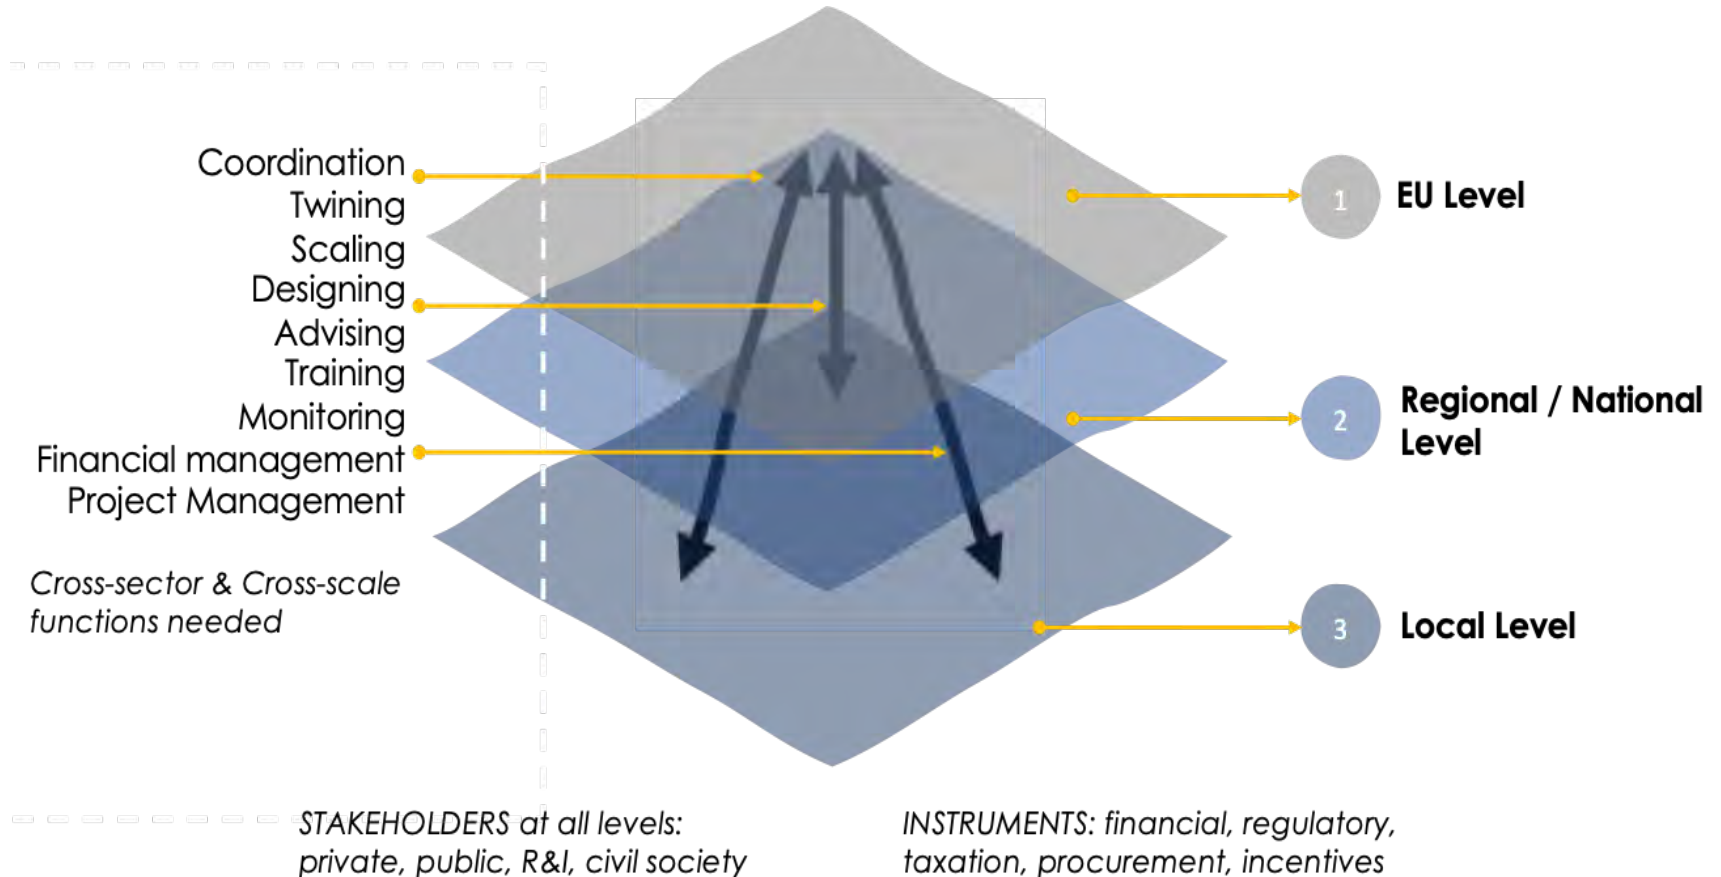 Coordination
Twining
Scaling
Designing
Advising
Training
Monitoring
Financial management
Project Management
Cross-sector & Cross-scale
functions needed
1
EU Level
2
Regional / National
Level
3
Local Level
STAKEHOLDERS at all levels:
private, public, R&I, civil society
INSTRUMENTS: financial, regulatory,
taxation, procurement, incentives